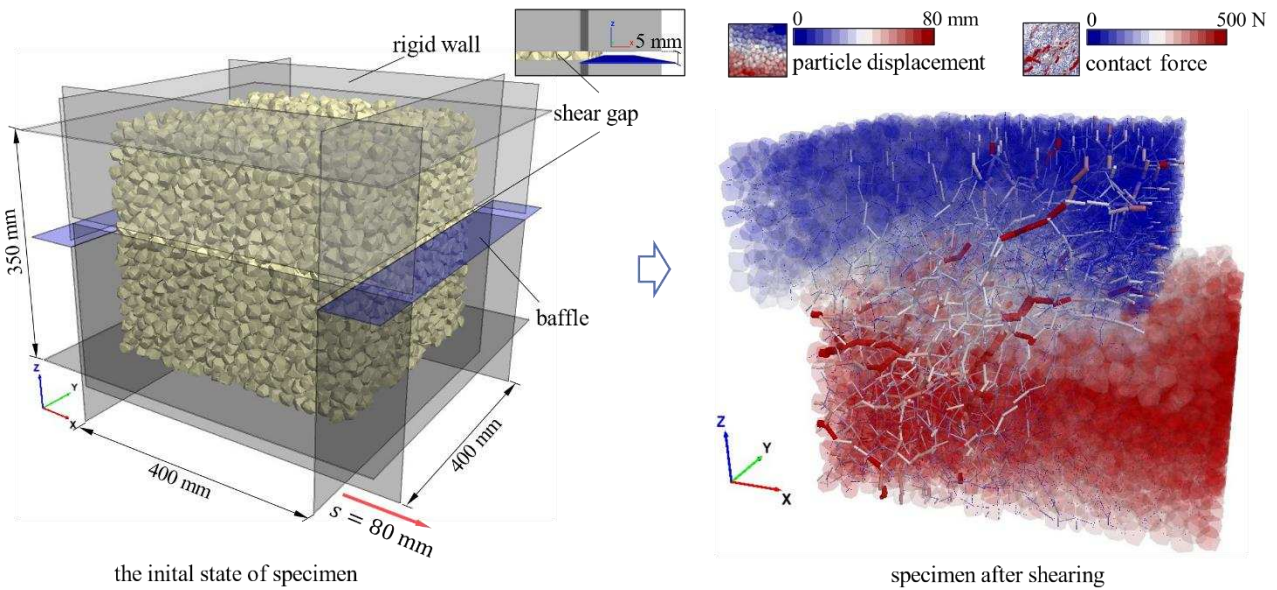 rigid wall
z
x
5 mm
shear gap
350 mm
baffle
Z
Y
X
400 mm
400 mm
s = 80 mm
the inital state of specimen
0
80 mm
particle displacement
0
500 N
contact force
Z
Y
X
specimen after shearing